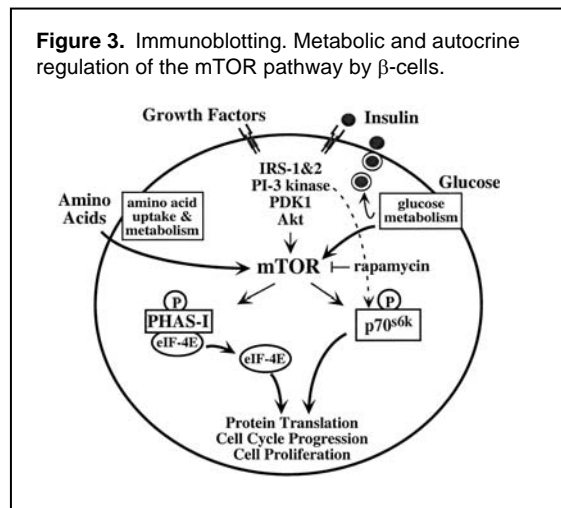 Figure 3. Immunoblotting. Metabolic and autocrine
regulation of the mTOR pathway by β-cells.
Growth Factors
Insulin
IRS-1&2
PI-3 kinase
PDK1
Akt
Amino
Acids
amino acid
uptake &
metabolism
Glucose
glucose
metabolism
mTOR
rapamycin
P
PHAS-I
eIF-4E
eIF-4E
P
p70s6k
Protein Translation
Cell Cycle Progression
Cell Proliferation